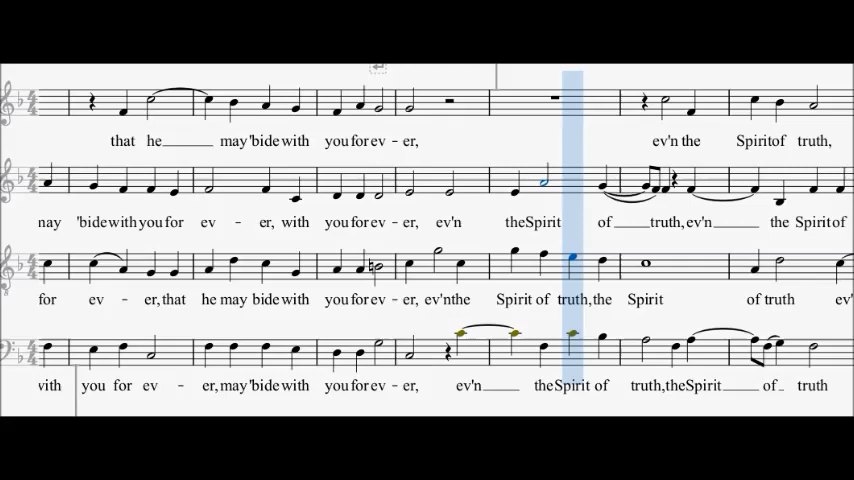 that he may 'bide with you for ev - er, ev'n the Spirit of truth,
nay 'bide with you for ev - er, with you for ev - er, ev'n the Spirit of truth, ev'n the Spirit of
for ev - er, that he may bide with you for ev - er, ev'n the Spirit of truth, the Spirit of truth ev'
vith you for ev - er, may 'bide with you for ev - er, ev'n the Spirit of truth, the Spirit of truth